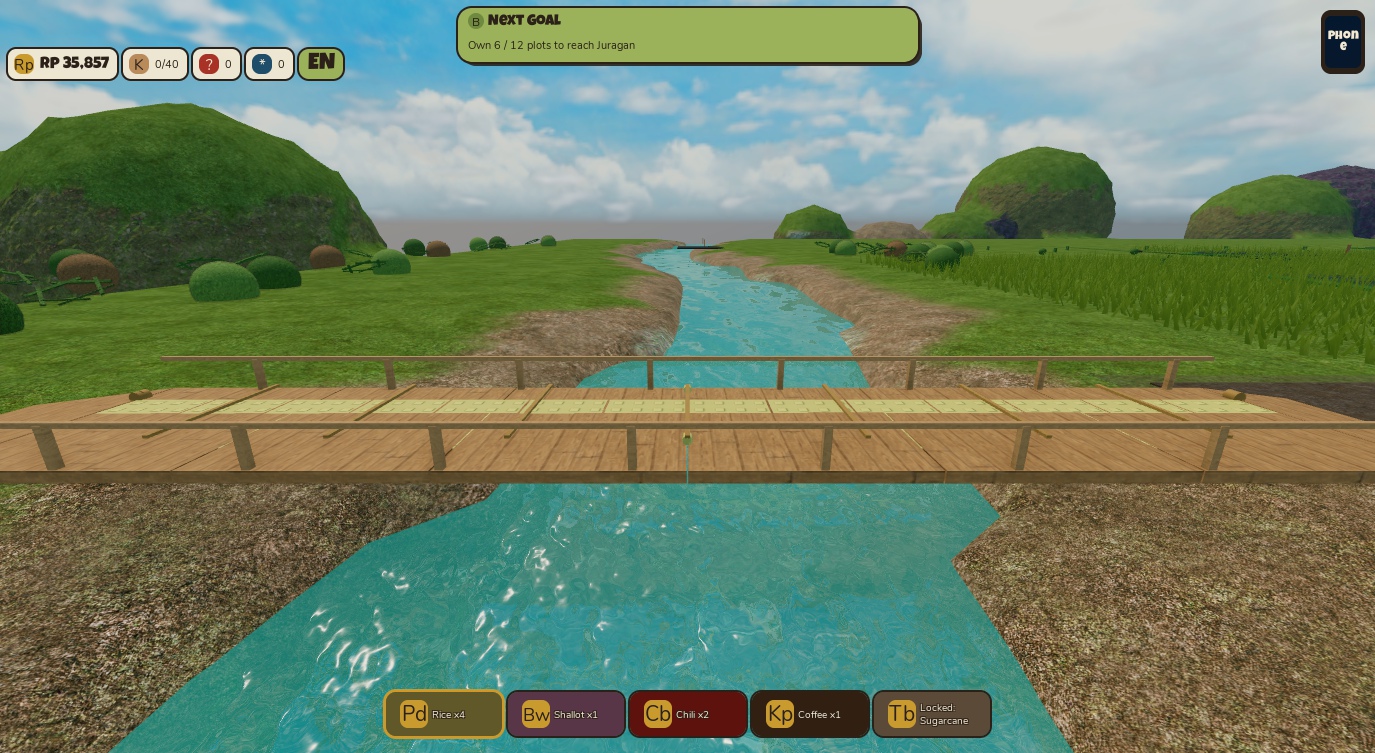 B NEXT GOAL
Own 6 / 12 plots to reach Juragan
PHON
E
Rp RP 35,857
K 0/40
? 0
* 0
EN
Pd Rice x4
Bw Shallot x1
Cb Chili x2
Kp Coffee x1
Tb Locked:
Sugarcane